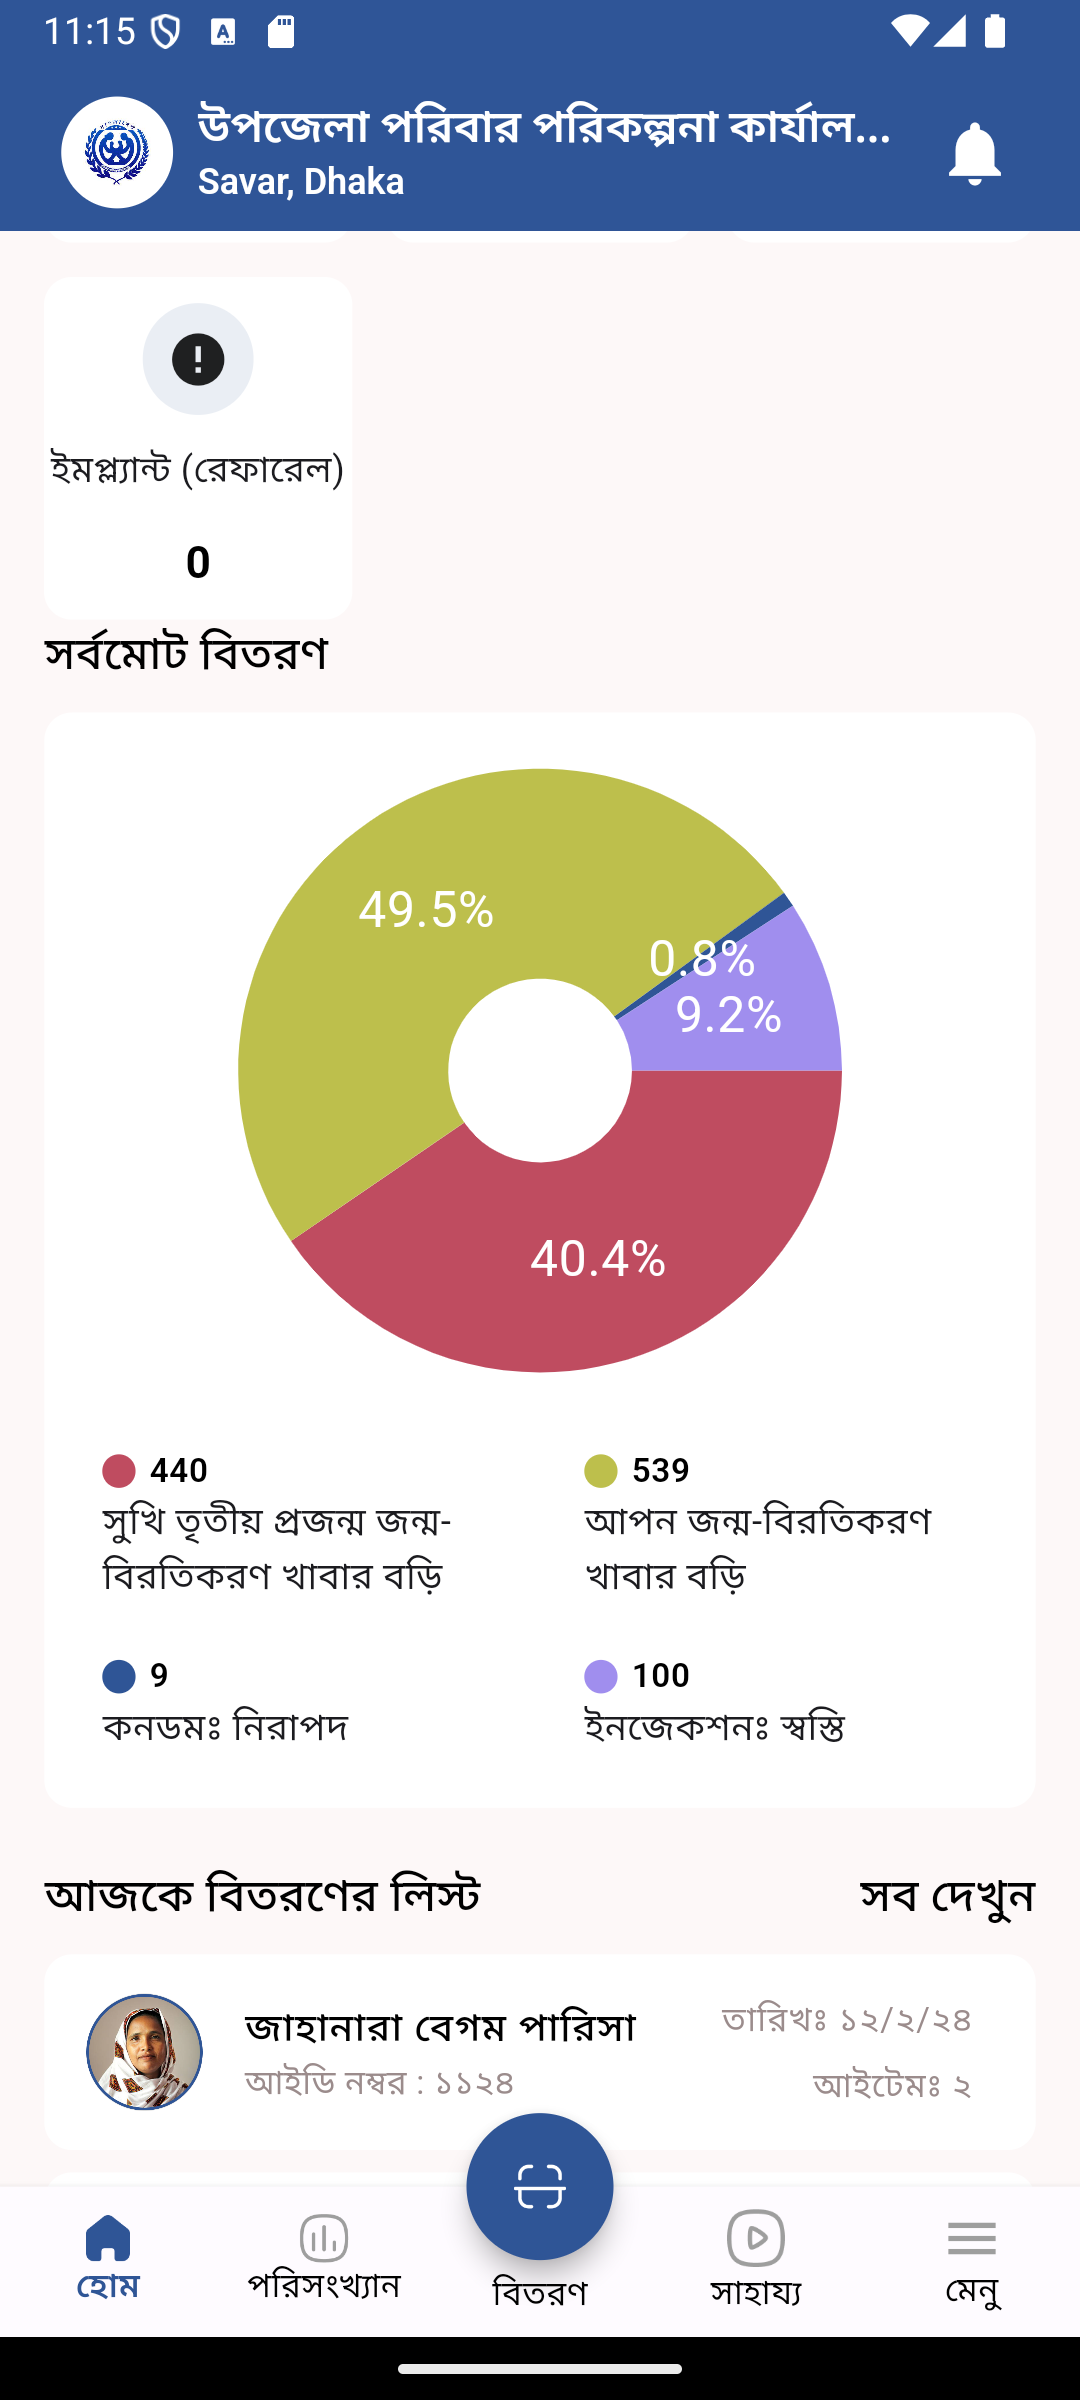 11:15
উপজেলা পরিবার পরিকল্পনা কার্যাল...
Savar, Dhaka
ইমপ্ল্যান্ট (রেফারেল)
0
সর্বমোট বিতরণ
49.5%
0.8%
9.2%
40.4%
440
সুখি তৃতীয় প্রজন্ম জন্ম-
বিরতিকরণ খাবার বড়ি
539
আপন জন্ম-বিরতিকরণ
খাবার বড়ি
9
কনডমঃ নিরাপদ
100
ইনজেকশনঃ স্বস্তি
আজকে বিতরণের লিস্ট
সব দেখুন
জাহানারা বেগম পারিসা
আইডি নম্বর : ১১২৪
তারিখঃ ১২/২/২৪
আইটেমঃ ২
হোম
পরিসংখ্যান
বিতরণ
সাহায্য
মেনু